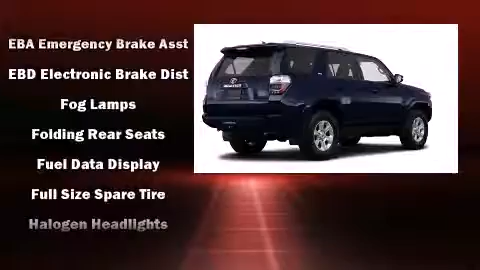 EBA Emergency Brake Asst
EBD Electronic Brake Dist
Fog Lamps
Folding Rear Seats
Fuel Data Display
Full Size Spare Tire
Halogen Headlights